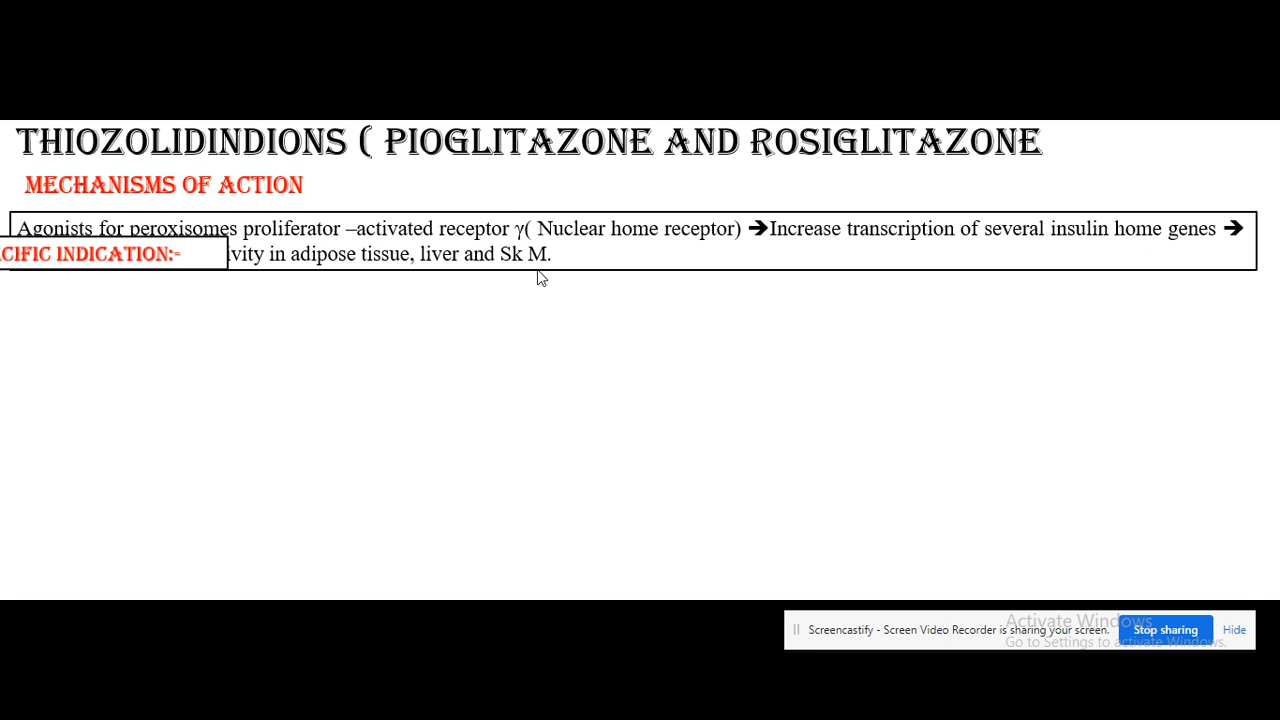 THIOZOLIDINDIONS ( PIOGLITAZONE AND ROSIGLITAZONE
MECHANISMS OF ACTION
Agonists for peroxisomes proliferator –activated receptor γ( Nuclear home receptor) ➔Increase transcription of several insulin home genes ➔
CIFIC INDICATION:-
ivity in adipose tissue, liver and Sk M.
Activate Windows
Screencastify - Screen Video Recorder is sharing your screen.
Stop sharing
Hide
Go to Settings to activate Windows.